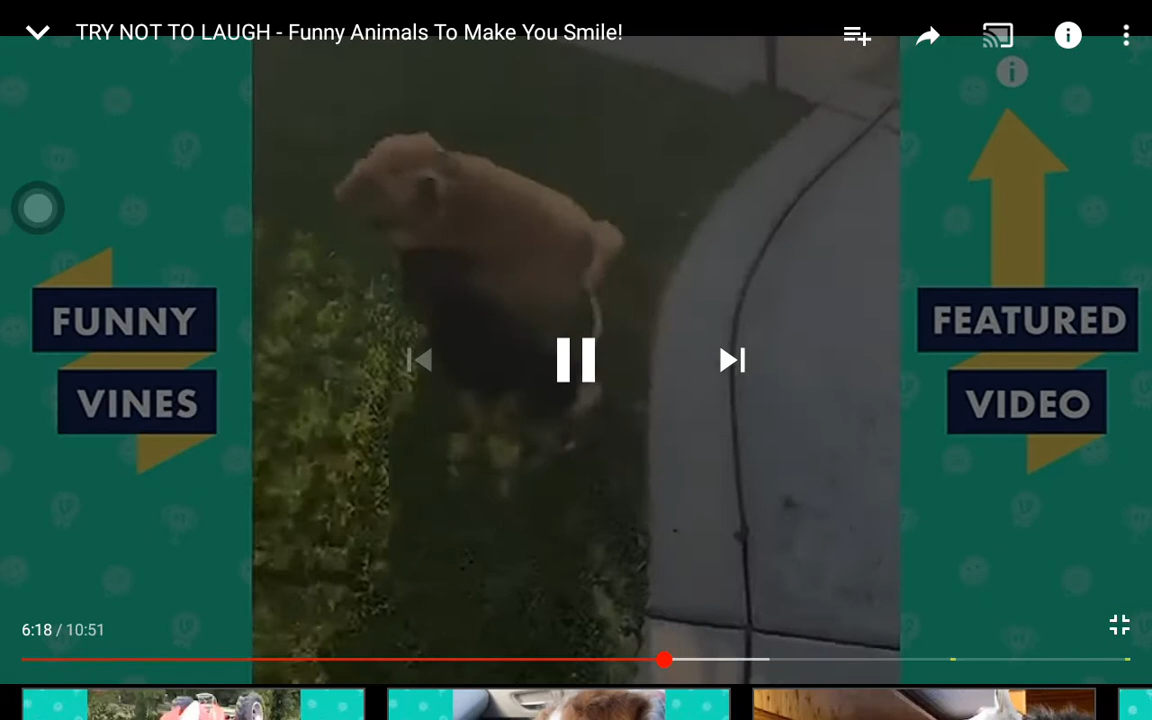 TRY NOT TO LAUGH - Funny Animals To Make You Smile!
FUNNY
VINES
FEATURED
VIDEO
6:18 / 10:51